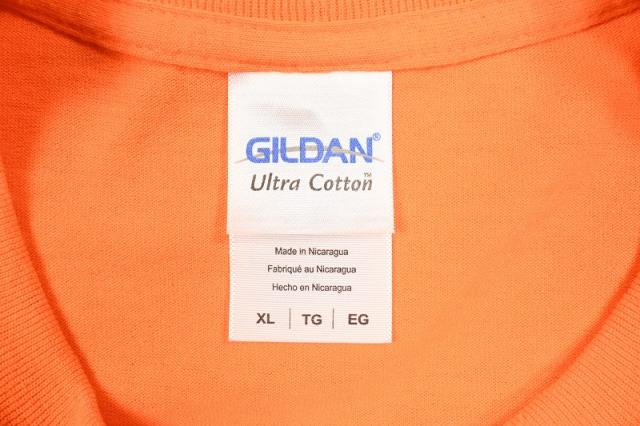 GILDAN®
Ultra Cotton™
Made in Nicaragua
Fabriqué au Nicaragua
Hecho en Nicaragua
XL | TG | EG